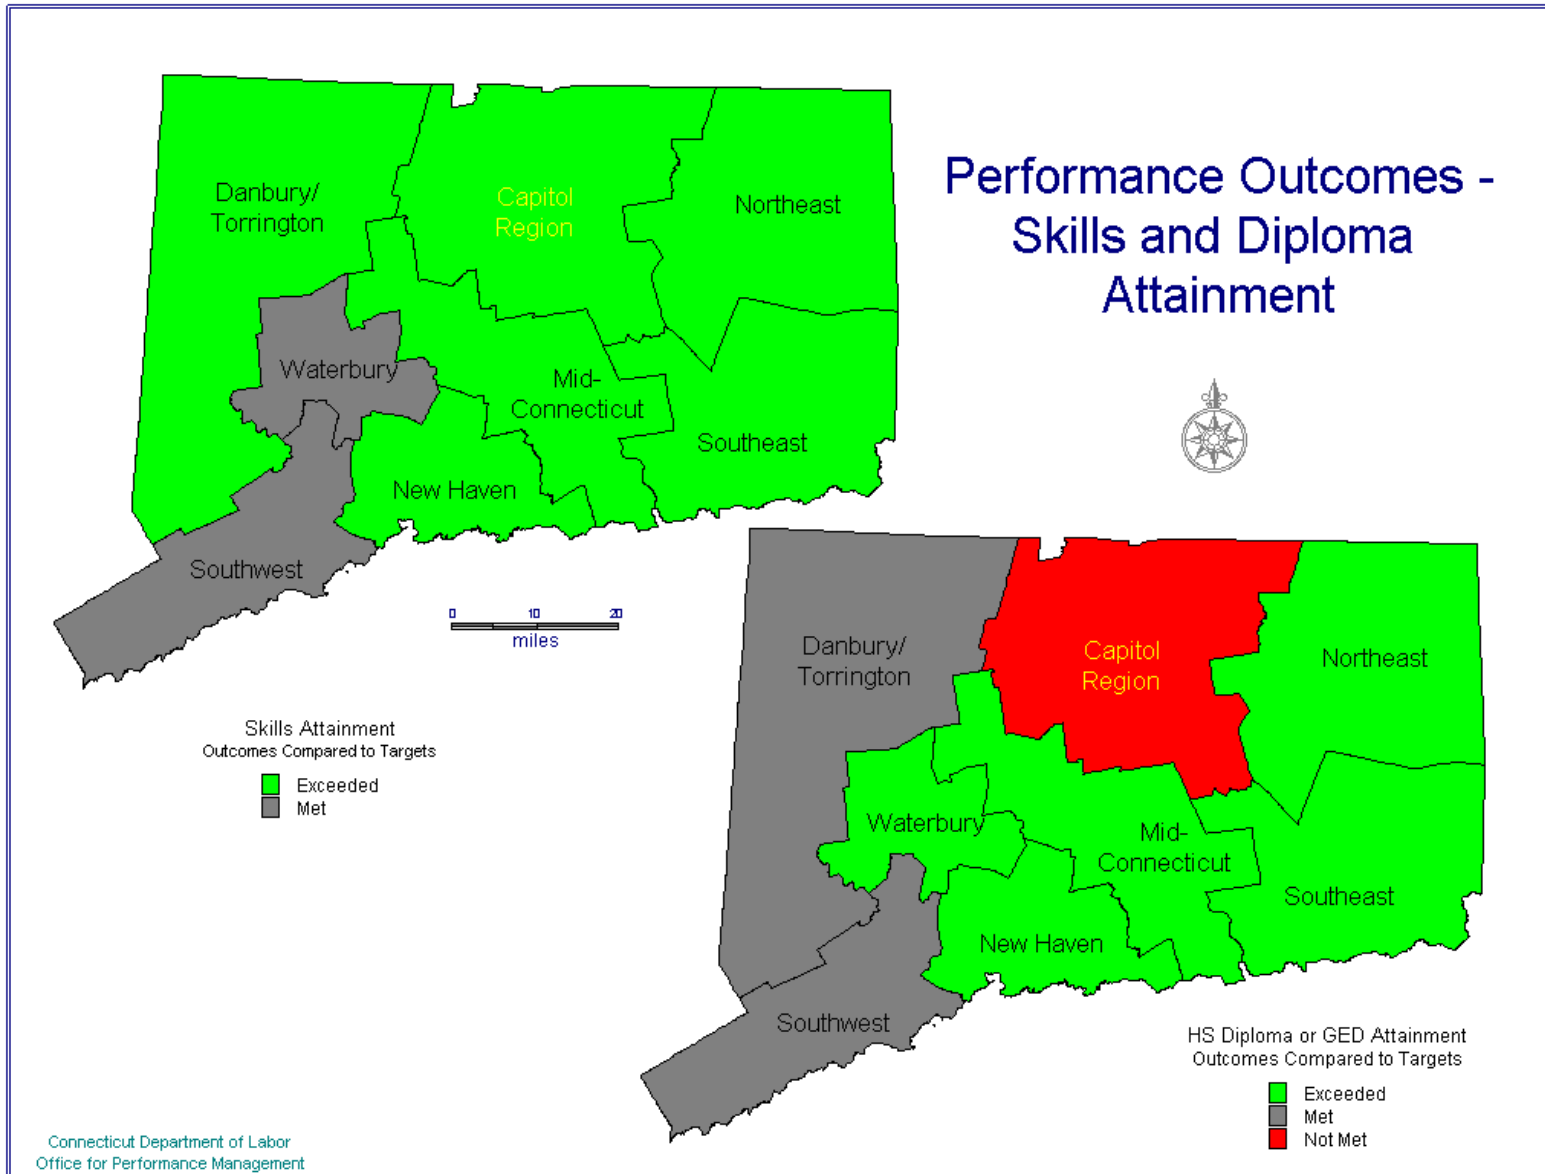 Performance Outcomes -
Skills and Diploma
Attainment
Danbury/
Torrington
Capitol
Region
Northeast
Waterbury
Mid-
Connecticut
Southeast
New Haven
Southwest
0 10 20
miles
Skills Attainment
Outcomes Compared to Targets
Exceeded
Met
Danbury/
Torrington
Capitol
Region
Northeast
Waterbury
Mid-
Connecticut
Southeast
New Haven
Southwest
HS Diploma or GED Attainment
Outcomes Compared to Targets
Exceeded
Met
Not Met
Connecticut Department of Labor
Office for Performance Management